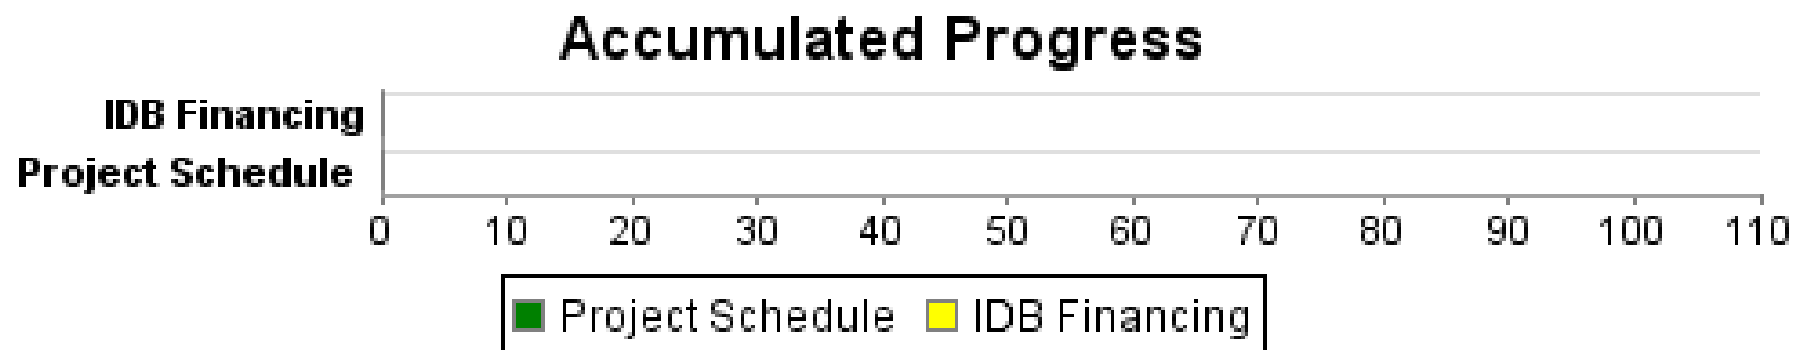 Accumulated Progress
IDB Financing
Project Schedule
0 10 20 30 40 50 60 70 80 90 100 110
Project Schedule IDB Financing